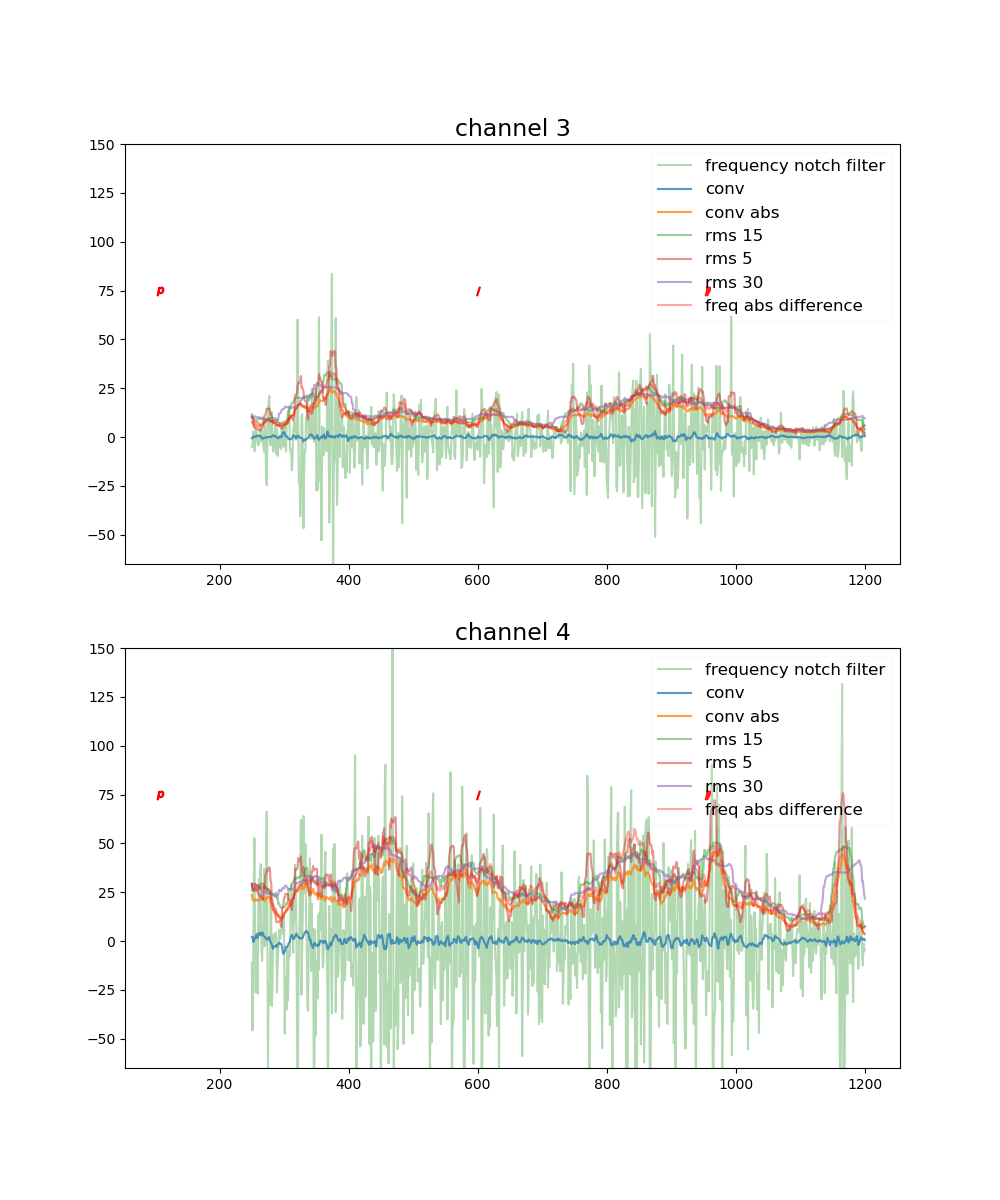 channel 3
150
125
100
75
50
25
0
−25
−50
frequency notch filter
conv
conv abs
rms 15
rms 5
rms 30
freq abs difference
p
200 400 600 800 1000 1200
channel 4
150
125
100
75
50
25
0
−25
−50
frequency notch filter
conv
conv abs
rms 15
rms 5
rms 30
freq abs difference
p
200 400 600 800 1000 1200